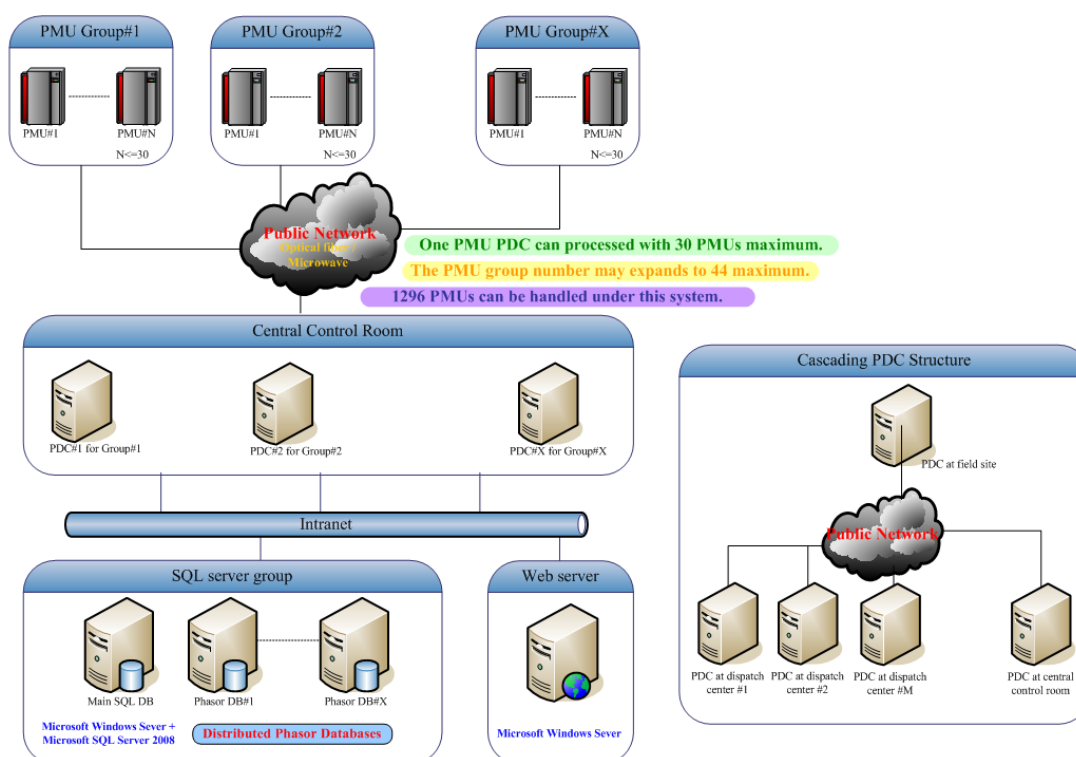 PMU Group#1
PMU Group#2
PMU Group#X
PMU#1
PMU#N
PMU#1
PMU#N
PMU#1
PMU#N
N<=30
N<=30
N<=30
Public Network
Optical fiber /
Microwave
One PMU PDC can processed with 30 PMUs maximum.
The PMU group number may expands to 44 maximum.
1296 PMUs can be handled under this system.
Central Control Room
PDC#1 for Group#1
PDC#2 for Group#2
PDC#X for Group#X
Intranet
SQL server group
Main SQL DB
Phasor DB#1
Phasor DB#X
Microsoft Windows Sever +
Microsoft SQL Server 2008
Distributed Phasor Databases
Web server
Microsoft Windows Sever
Cascading PDC Structure
PDC at field site
Public Network
PDC at dispatch
center #1
PDC at dispatch
center #2
PDC at dispatch
center #M
PDC at central
control room